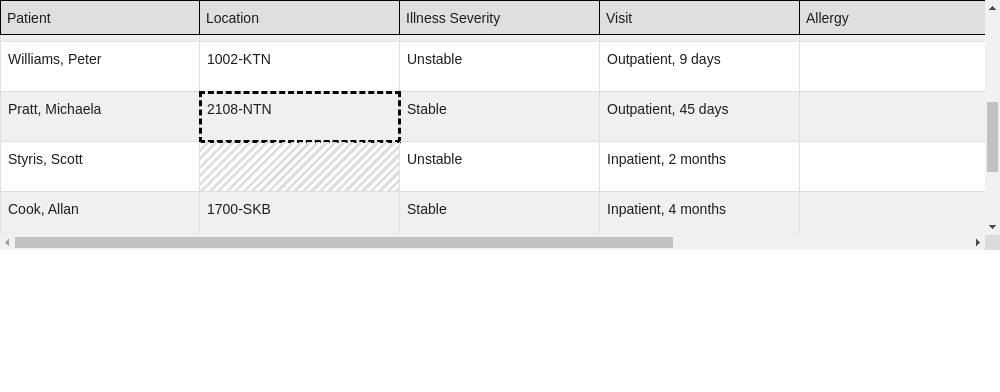 Patient Location Illness Severity Visit Allergy
Williams, Peter 1002-KTN Unstable Outpatient, 9 days
Pratt, Michaela 2108-NTN Stable Outpatient, 45 days
Styris, Scott Unstable Inpatient, 2 months
Cook, Allan 1700-SKB Stable Inpatient, 4 months